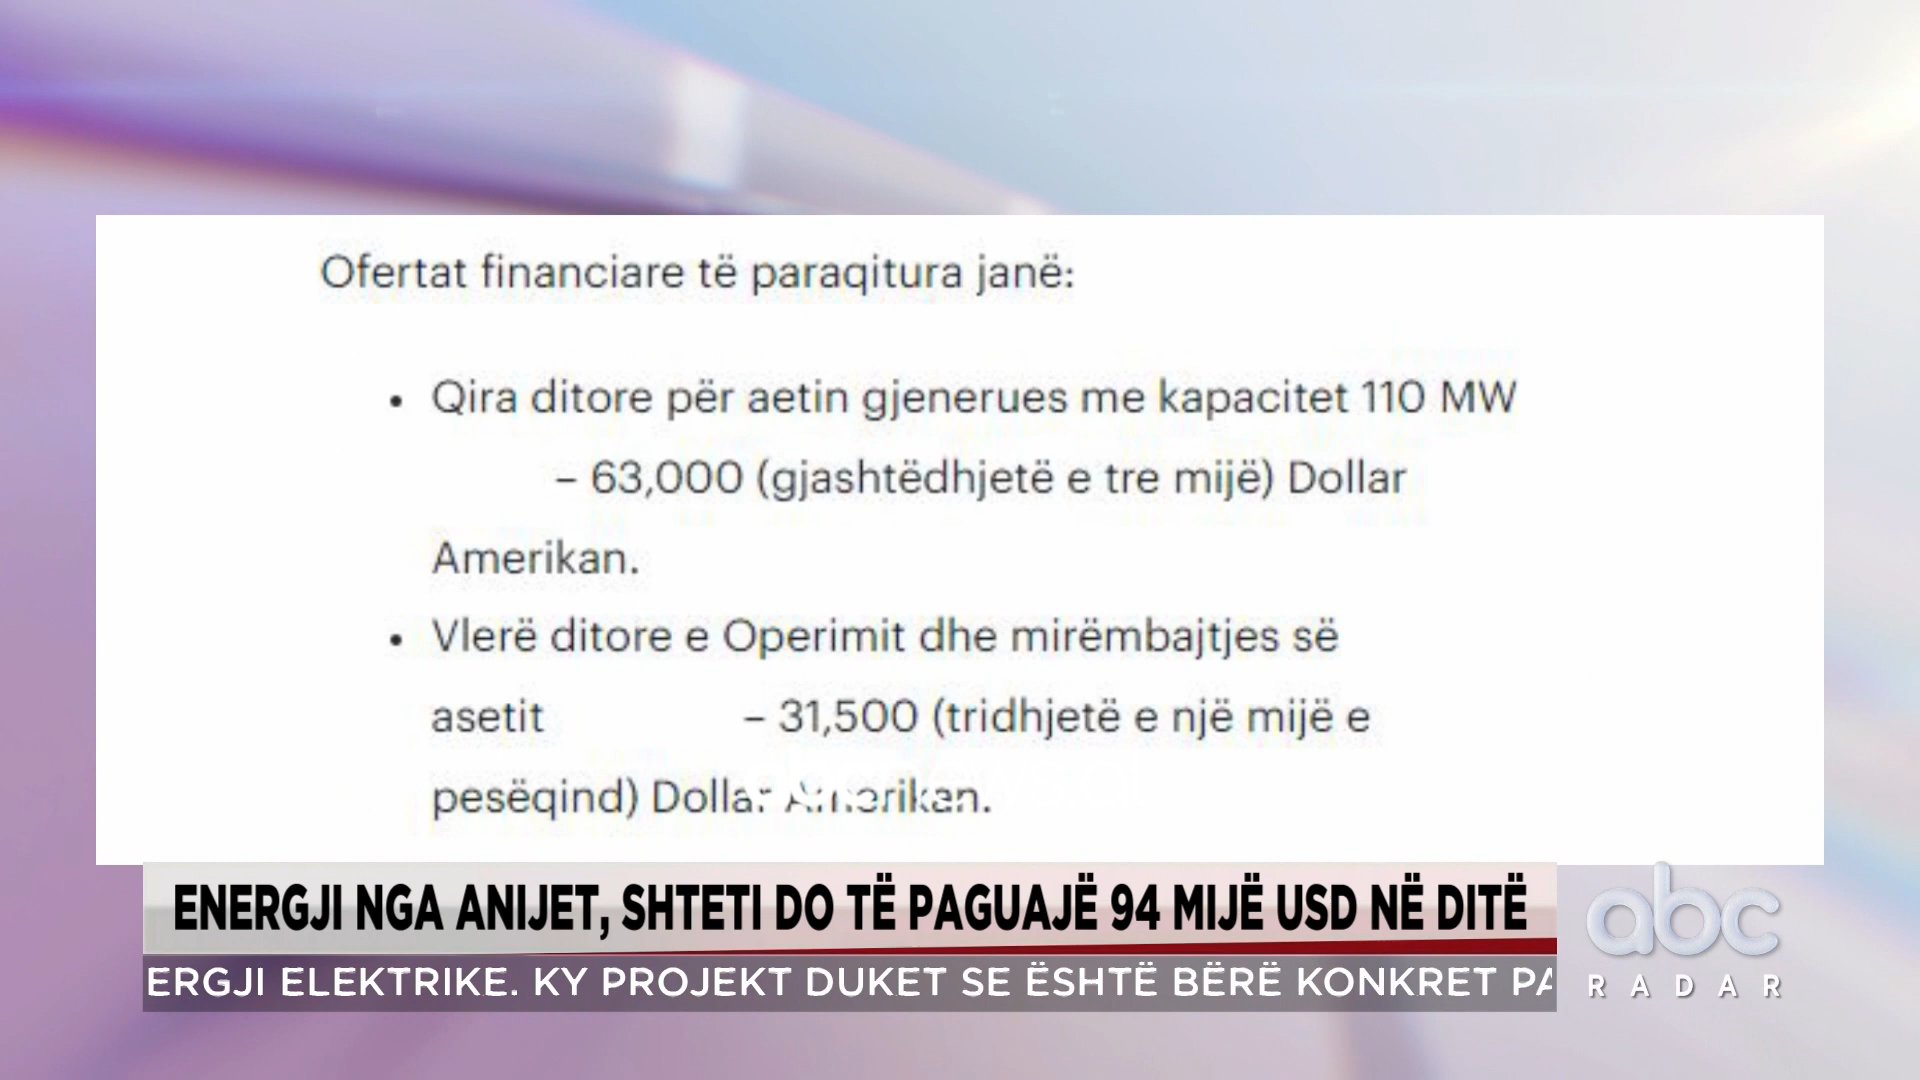 Ofertat financiare të paraqitura janë:
• Qira ditore për aetin gjenerues me kapacitet 110 MW
– 63,000 (gjashtëdhjetë e tre mijë) Dollar
Amerikan.
• Vlerë ditore e Operimit dhe mirëmbajtjes së
asetit – 31,500 (tridhjetë e një mijë e
pesëqind) Dollar Amerikan.
ENERGJI NGA ANIJET, SHTETI DO TË PAGUAJË 94 MIJË USD NË DITË
ERGJI ELEKTRIKE. KY PROJEKT DUKET SE ËSHTË BËRË KONKRET PA
abc
RADAR